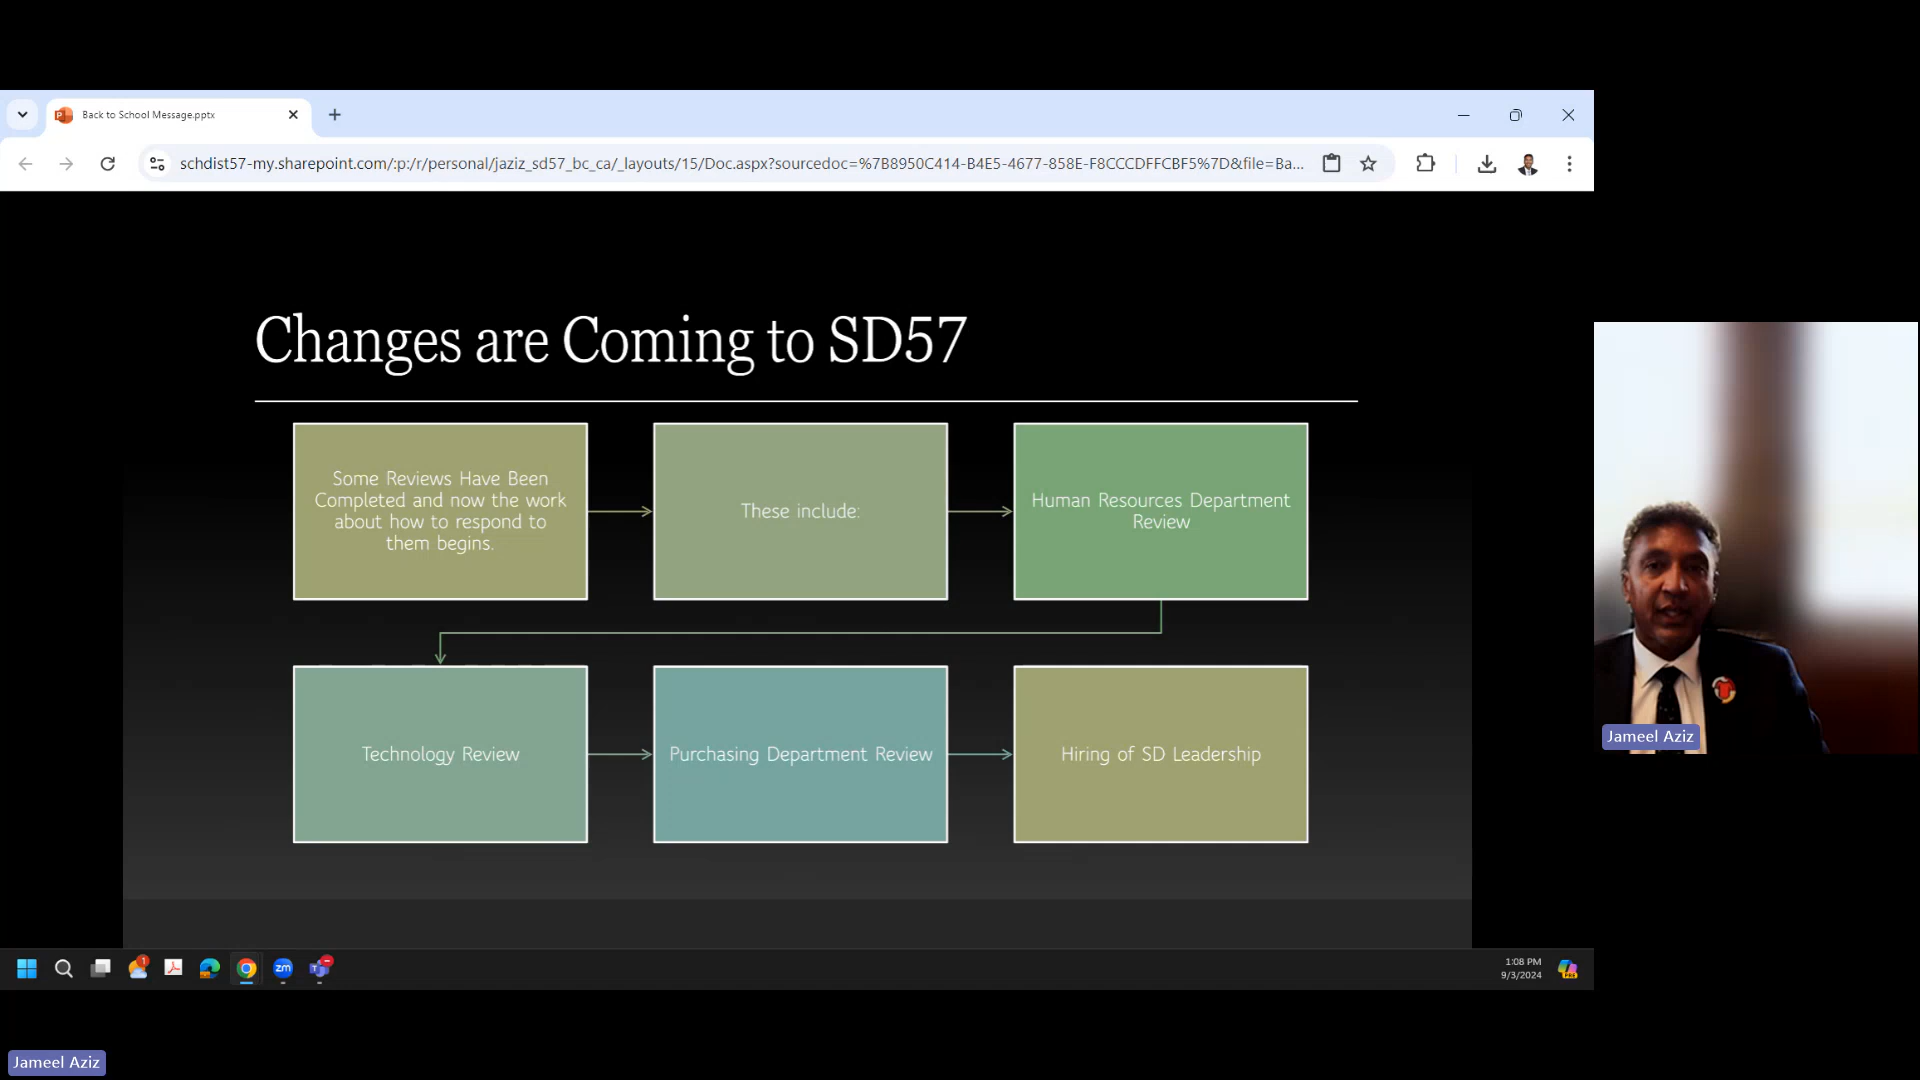 Back to School Message.pptx
schdist57-my.sharepoint.com/:p:/r/personal/jaziz_sd57_bc_ca/_layouts/15/Doc.aspx?sourcedoc=%7B8950C414-B4E5-4677-858E-F8CCCDFFCBF5%7D&file=Ba...
Changes are Coming to SD57
Some Reviews Have Been
Completed and now the work
about how to respond to
them begins.
These include:
Human Resources Department
Review
Technology Review
Purchasing Department Review
Hiring of SD Leadership
Jameel Aziz
1
zm
1:08 PM
9/3/2024
PRE
Jameel Aziz